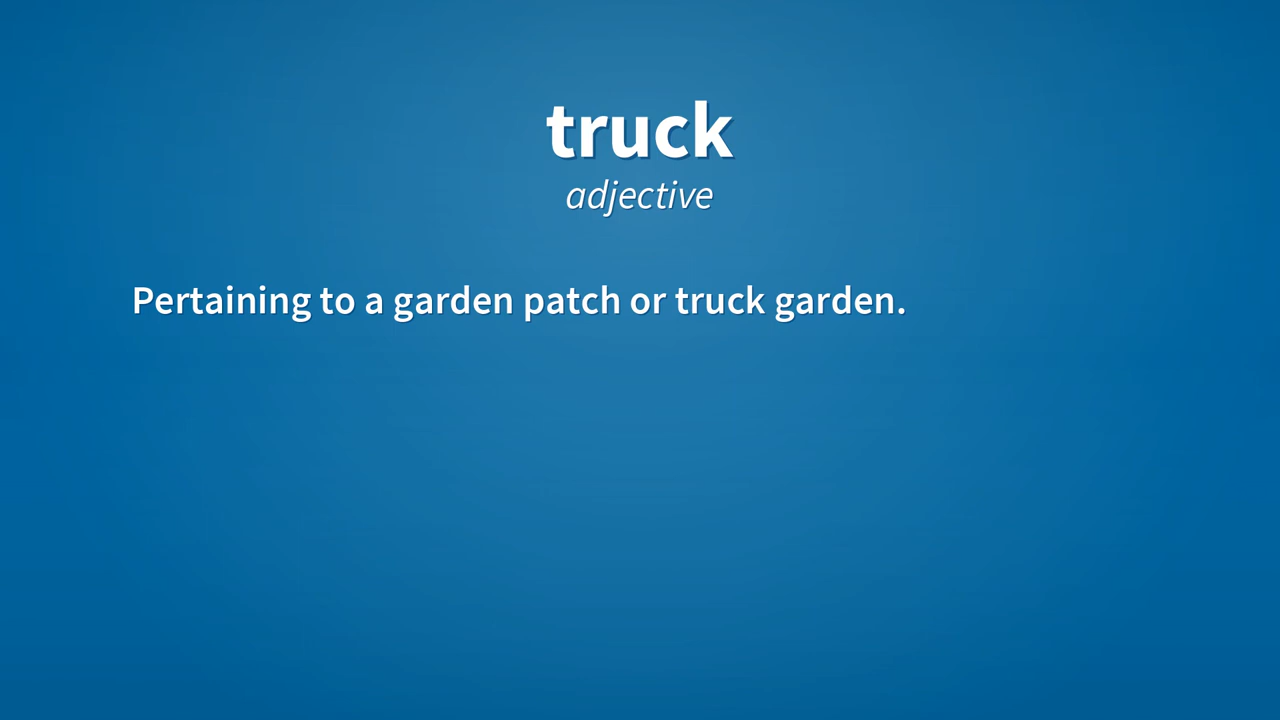 truck
adjective
Pertaining to a garden patch or truck garden.